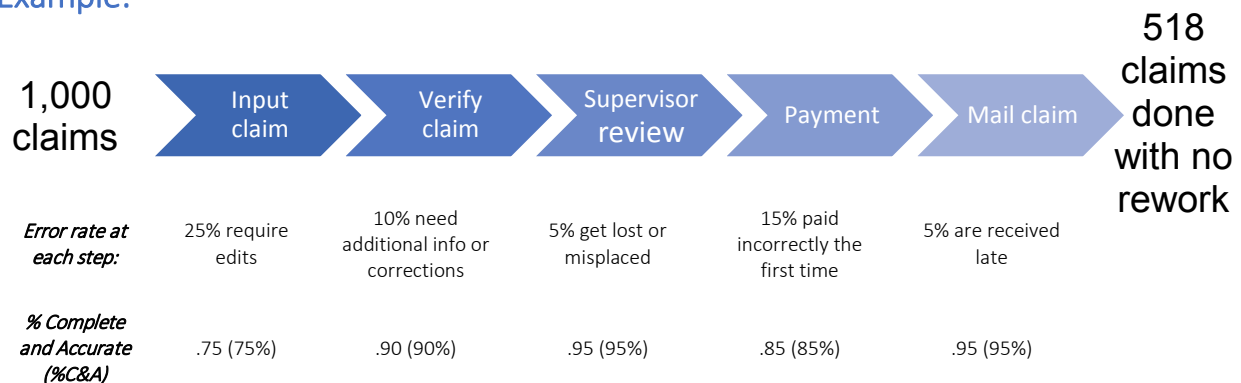 Example:
1,000
claims
Input
claim
Verify
claim
Supervisor
review
Payment
Mail claim
518
claims
done
with no
rework
Error rate at
each step:
25% require
edits
10% need
additional info or
corrections
5% get lost or
misplaced
15% paid
incorrectly the
first time
5% are received
late
% Complete
and Accurate
(%C&A)
.75 (75%)
.90 (90%)
.95 (95%)
.85 (85%)
.95 (95%)